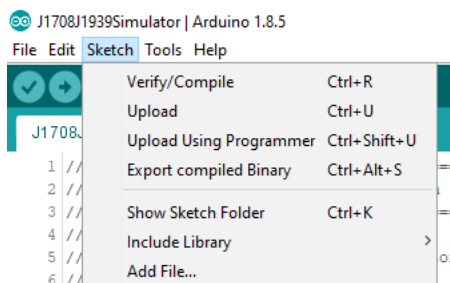 J1708J1939Simulator | Arduino 1.8.5
File Edit Sketch Tools Help
Verify/Compile Ctrl+R
Upload Ctrl+U
Upload Using Programmer Ctrl+Shift+U
Export compiled Binary Ctrl+Alt+S
Show Sketch Folder Ctrl+K
Include Library >
Add File...
J1708J
1 //
2 //
3 //
4 //
5 //
6 //